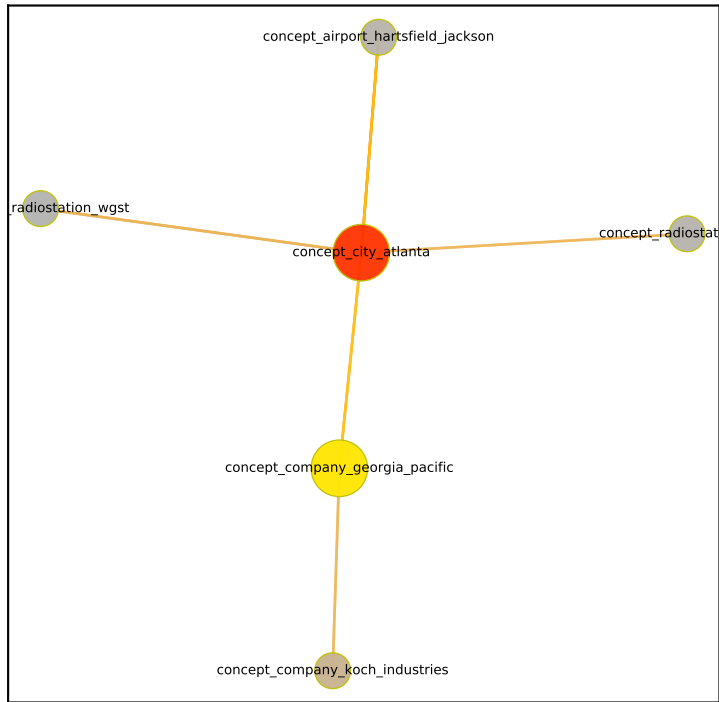 concept_airport_hartsfield_jackson
_radiostation_wgst
concept_radiostat
concept_city_atlanta
concept_company_georgia_pacific
concept_company_koch_industries